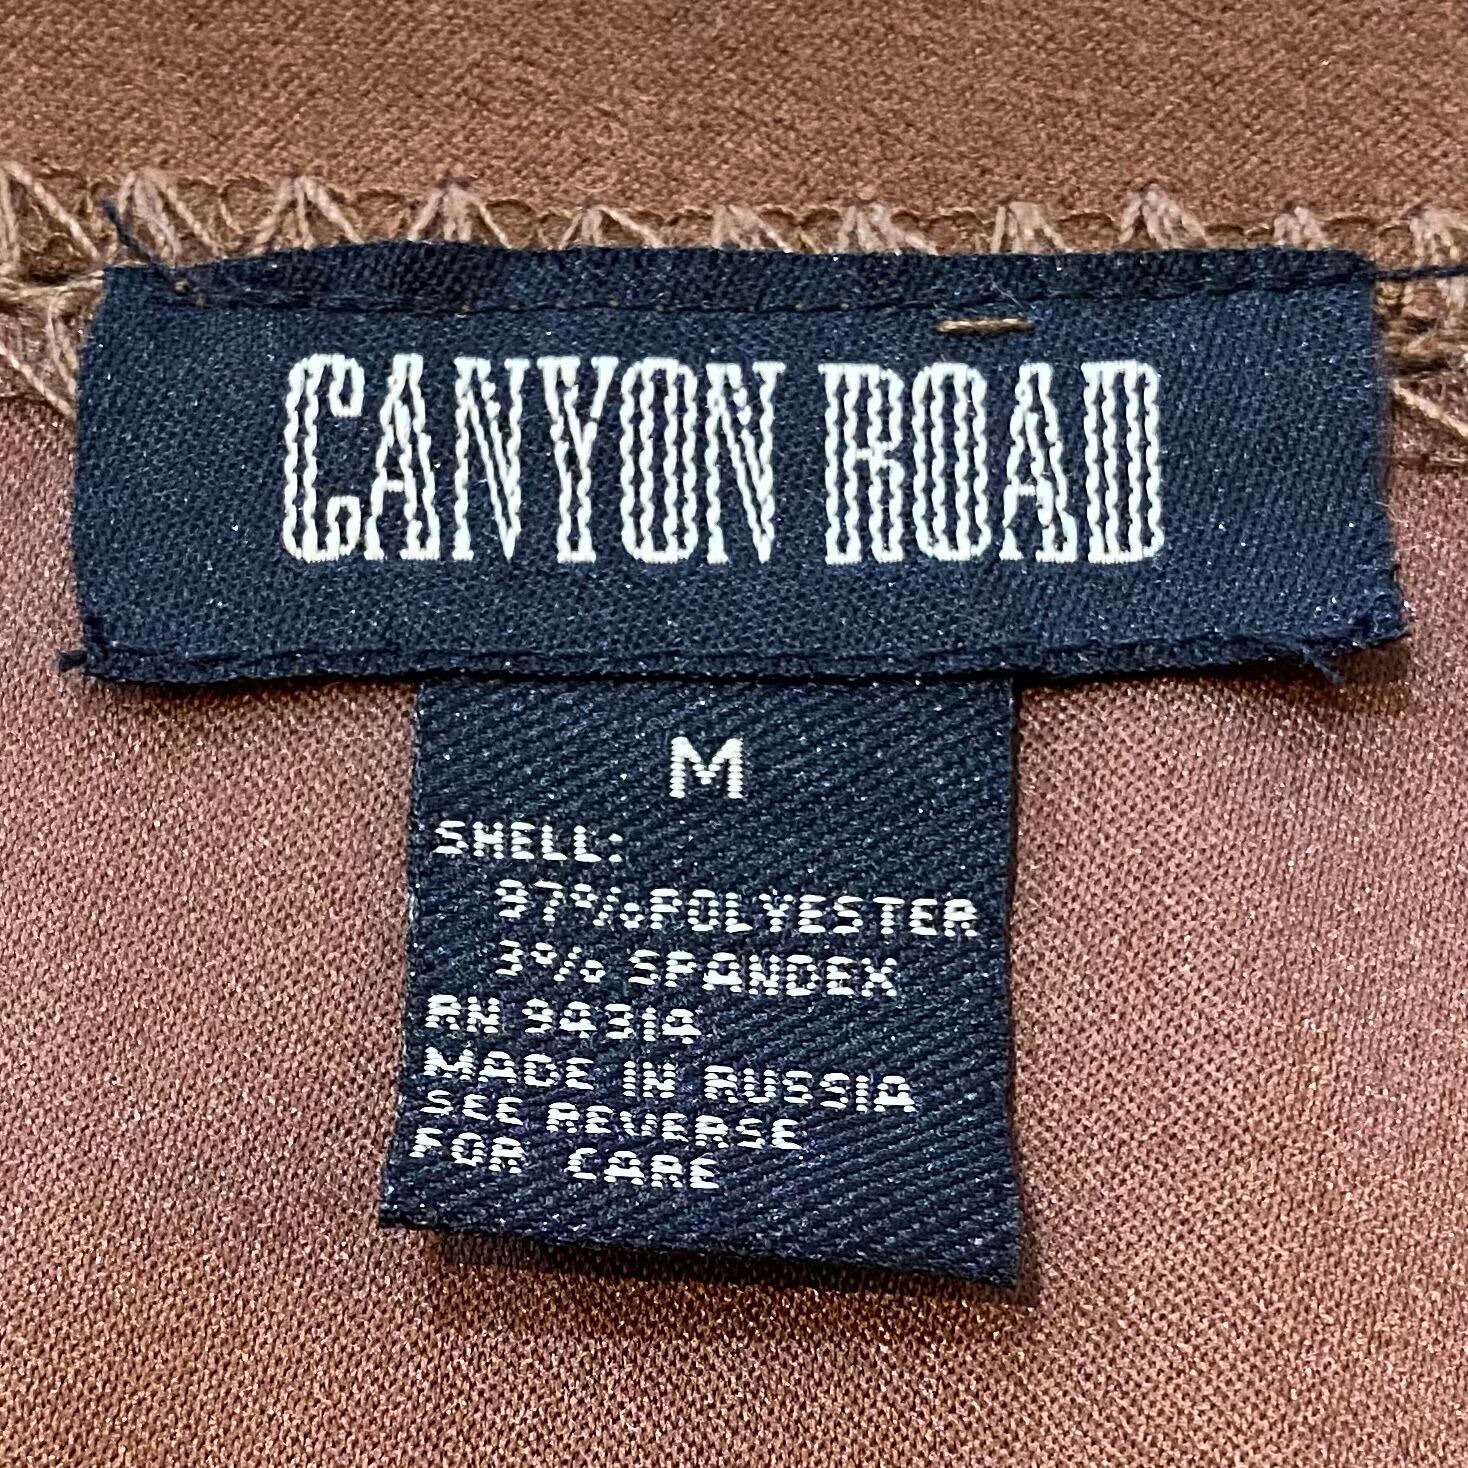 CANYON ROAD
M
SHELL:
97% POLYESTER
3% SPANDEX
RN 94314
MADE IN RUSSIA
SEE REVERSE
FOR CARE